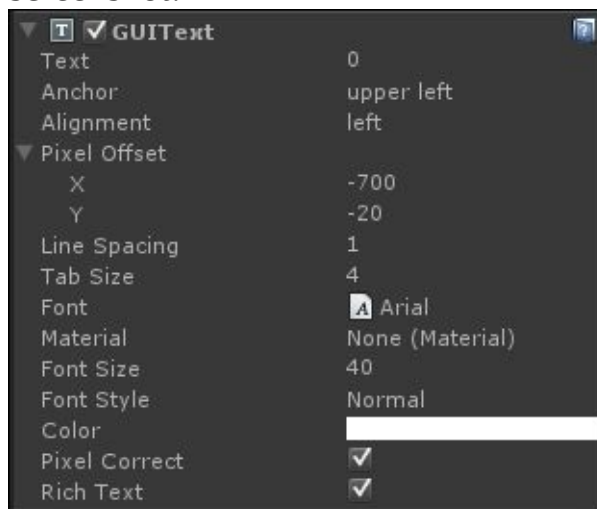 GUIText
Text 0
Anchor upper left
Alignment left
Pixel Offset
X -700
Y -20
Line Spacing 1
Tab Size 4
Font Arial
Material None (Material)
Font Size 40
Font Style Normal
Color
Pixel Correct
Rich Text